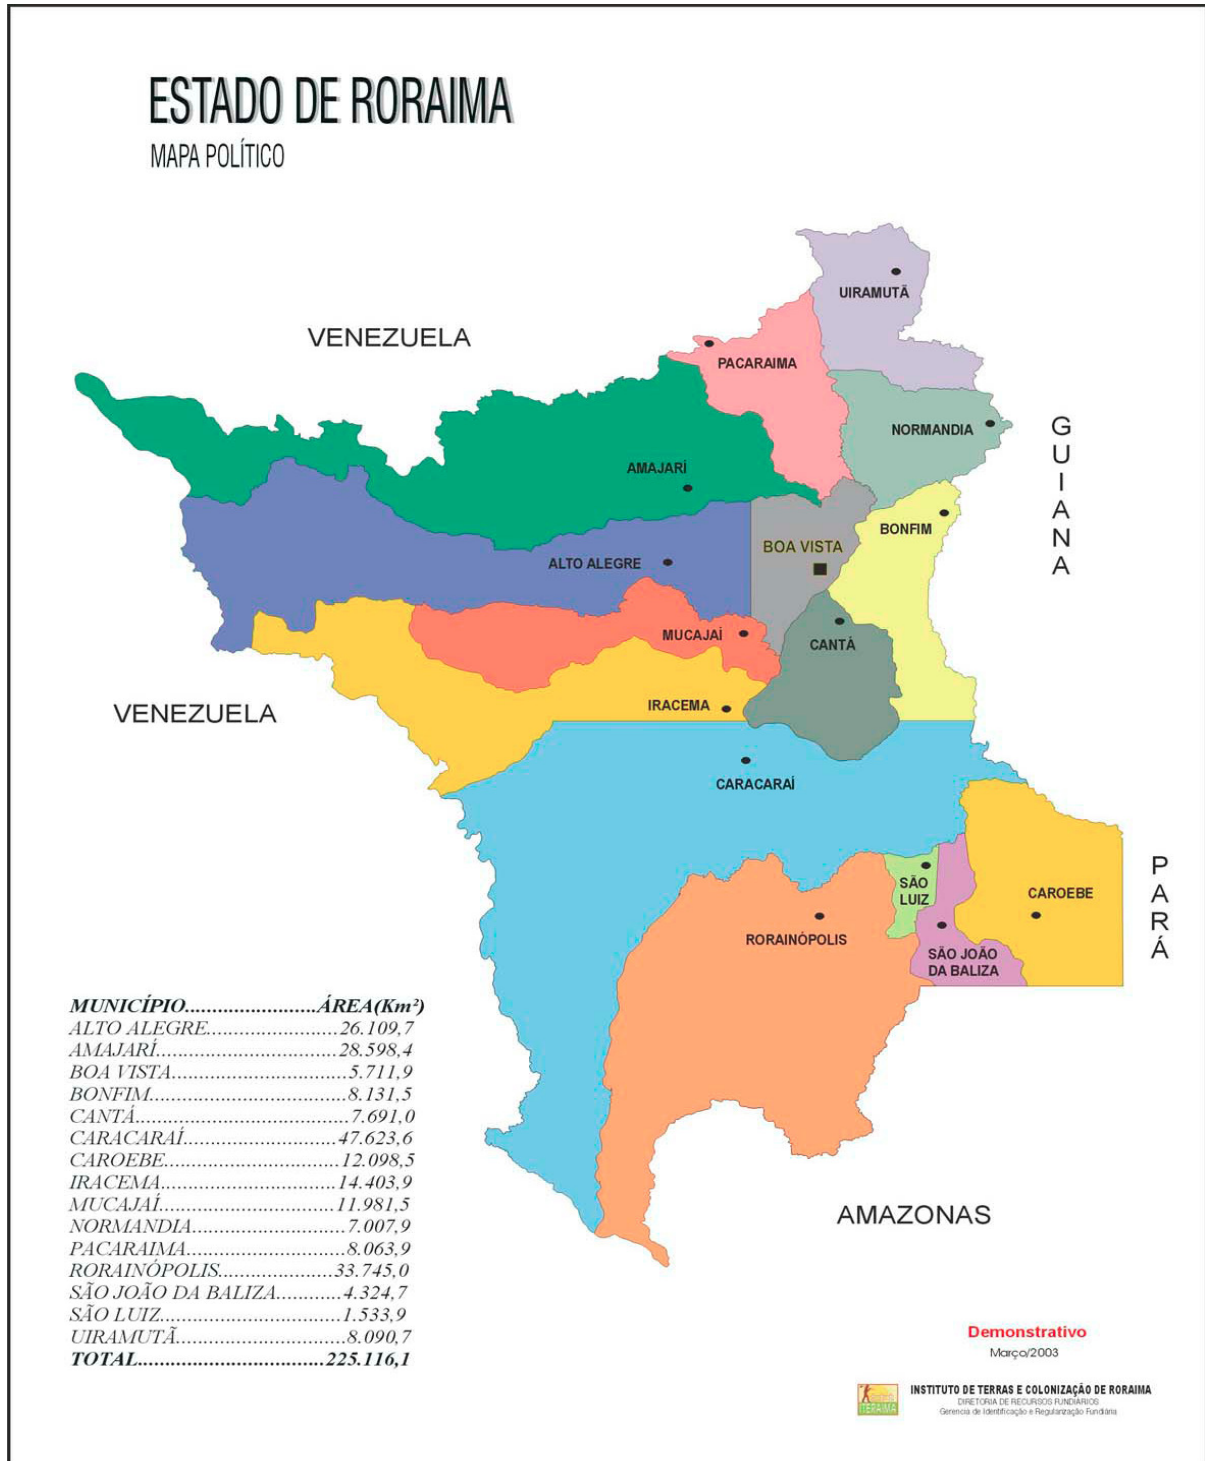 ESTADO DE RORAIMA
MAPA POLÍTICO
UIRAMUTÃ
VENEZUELA
PACARAIMA
NORMANDIA
GUIANA
AMAJARÍ
BONFIM
BOA VISTA
ALTO ALEGRE
MUCAJAÍ
CANTÁ
IRACEMA
VENEZUELA
CARACARAÍ
PARÁ
SÃO
LUIZ
CAROEBE
RORAINÓPOLIS
SÃO JOÃO
DA BALIZA
MUNICÍPIO........................ÁREA(Km²)
ALTO ALEGRE........................26.109,7
AMAJARÍ.................................28.598,4
BOA VISTA................................5.711,9
BONFIM....................................8.131,5
CANTÁ......................................7.691,0
CARACARAÍ............................47.623,6
CAROEBE................................12.098,5
IRACEMA................................14.403,9
MUCAJAÍ................................11.981,5
NORMANDIA............................7.007,9
PACARAIMA.............................8.063,9
RORAINÓPOLIS.....................33.745,0
SÃO JOÃO DA BALIZA............4.324,7
SÃO LUIZ.................................1.533,9
UIRAMUTÃ...............................8.090,7
TOTAL..................................225.116,1
AMAZONAS
Demonstrativo
Março/2003
INSTITUTO DE TERRAS E COLONIZAÇÃO DE RORAIMA
DIRETORIA DE RECURSOS FUNDIÁRIOS
Gerencia de Identificação e Regularização Fundiária
TERAIMA